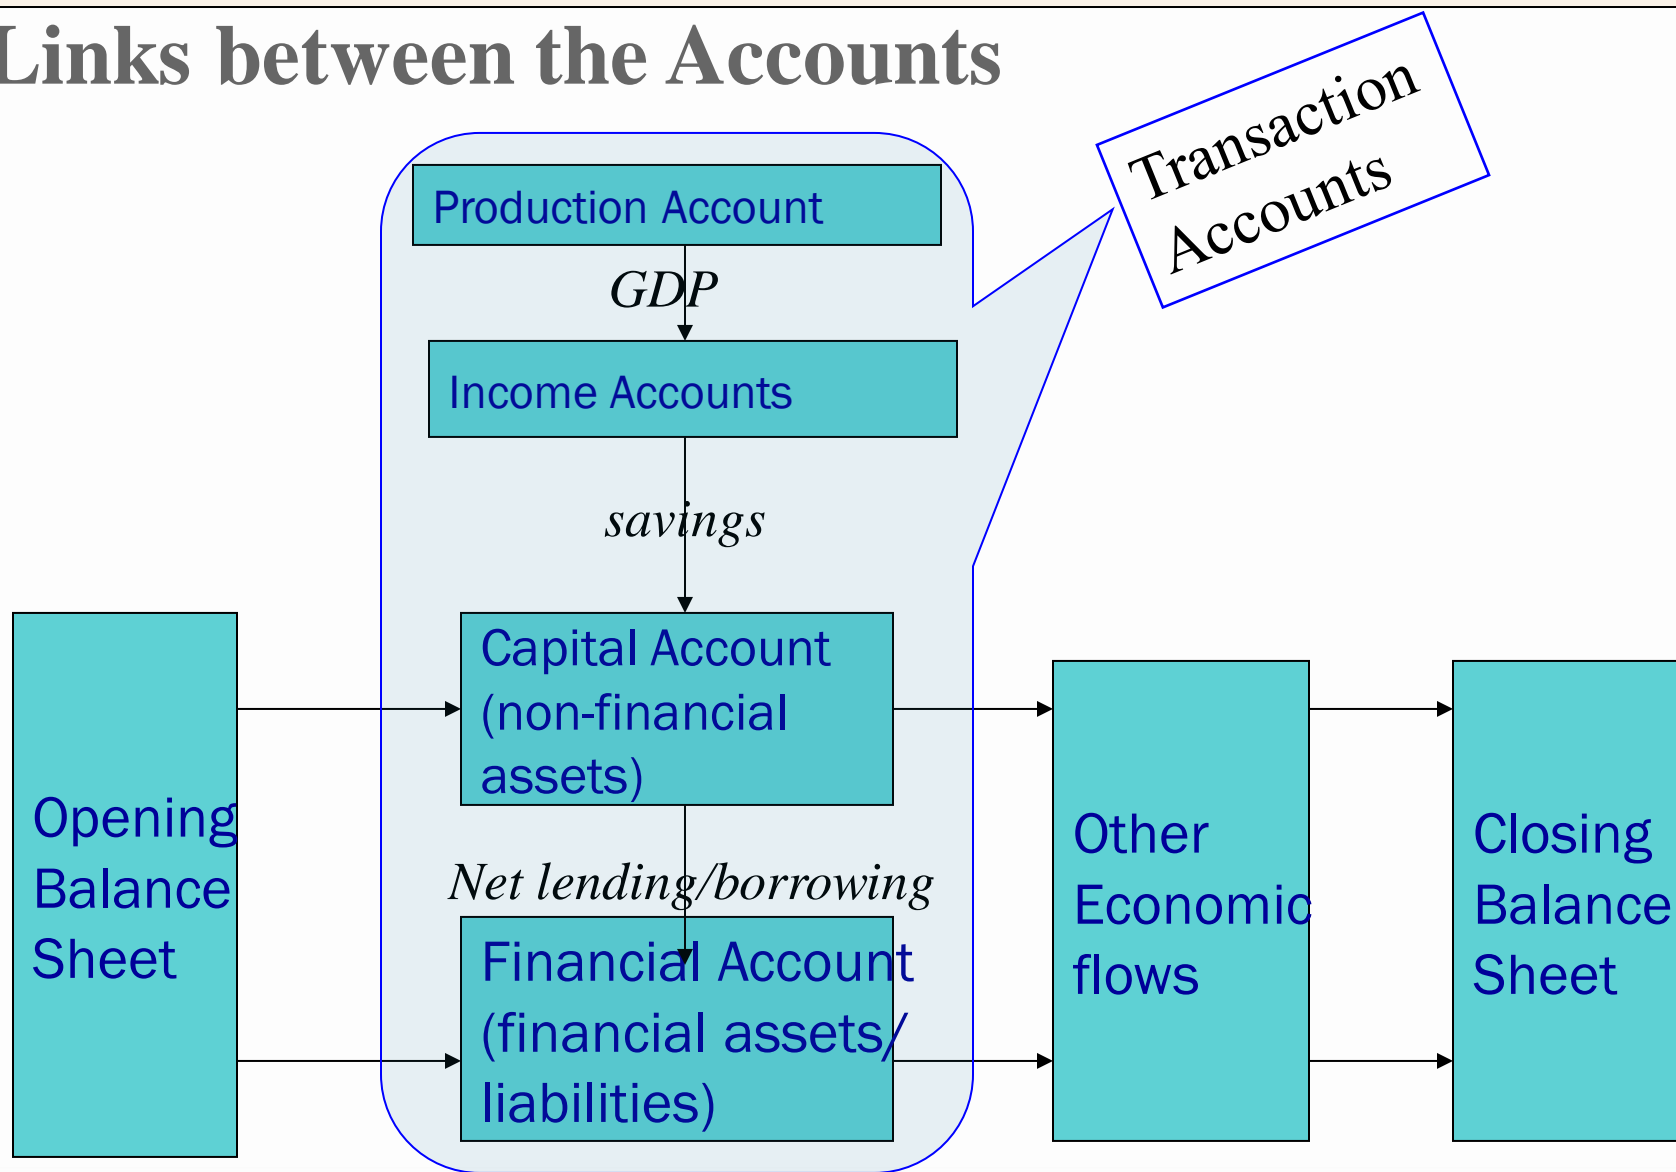 Links between the Accounts
Transaction
Accounts
Production Account
GDP
Income Accounts
savings
Capital Account
(non-financial
assets)
Net lending/borrowing
Financial Account
(financial assets/
liabilities)
Opening
Balance
Sheet
Other
Economic
flows
Closing
Balance
Sheet